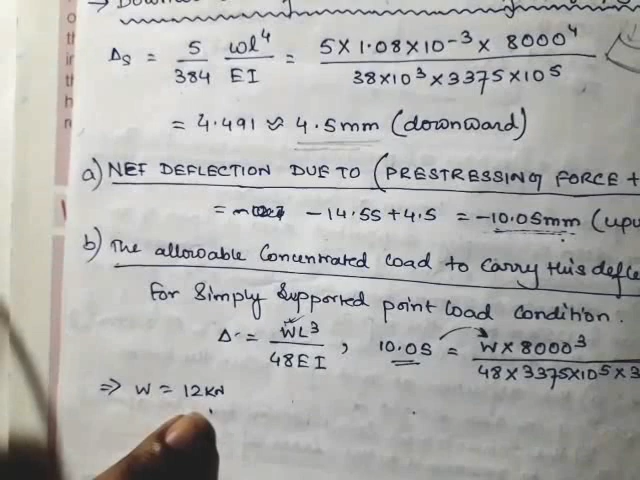 Δs = 5/384 ωl⁴/EI = 5 × 1.08 × 10⁻³ × 8000⁴ / 38 × 10³ × 3375 × 10⁵
= 4.491 ≈ 4.5mm (downward)
a) NET DEFLECTION DUE TO (PRESTRESSING FORCE +
= -14.55 + 4.5 = -10.05mm (upw
b) The allowable Concentrated Load to Carry this defle
For Simply Supported point Load Condition.
Δ = WL³/48EI , 10.05 = W × 8000³ / 48 × 3375 × 10⁵ × 3
⇒ W = 12KN